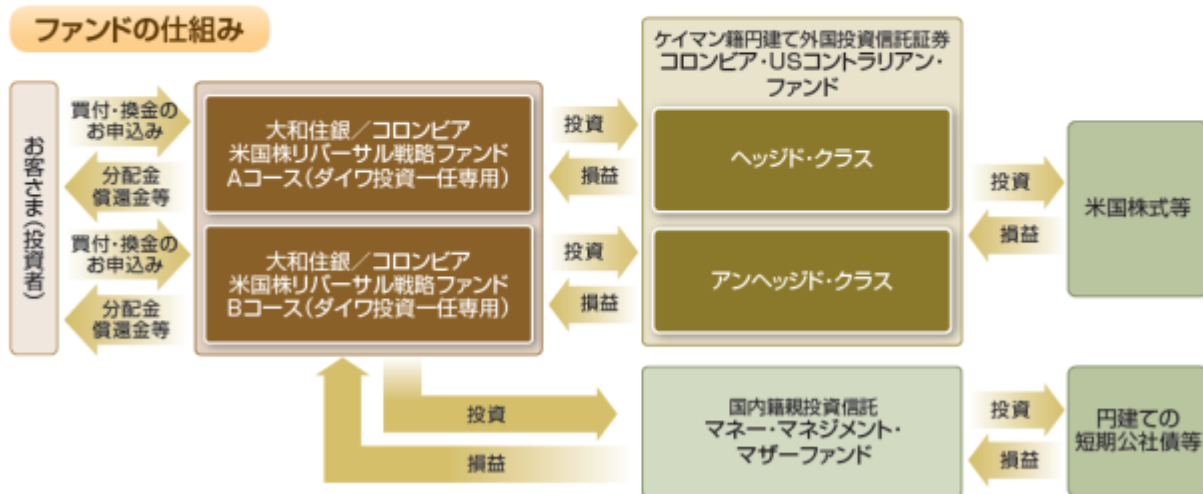 ファンドの仕組み
お客さま(投資者)
買付・換金の
お申込み
分配金
償還金等
買付・換金の
お申込み
分配金
償還金等
大和住銀/コロンビア
米国株リバーサル戦略ファンド
Aコース(ダイワ投資一任専用)
大和住銀/コロンビア
米国株リバーサル戦略ファンド
Bコース(ダイワ投資一任専用)
投資
損益
投資
損益
ケイマン籍円建て外国投資信託証券
コロンビア・USコントラリアン・
ファンド
ヘッジド・クラス
アンヘッジド・クラス
投資
損益
米国株式等
投資
損益
国内籍親投資信託
マネー・マネジメント・
マザーファンド
投資
損益
円建ての
短期公社債等